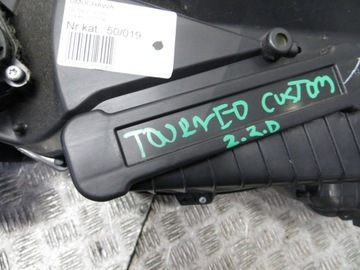 Nr kat. 50/019
TOURNEO CUSTOM
2.2.D